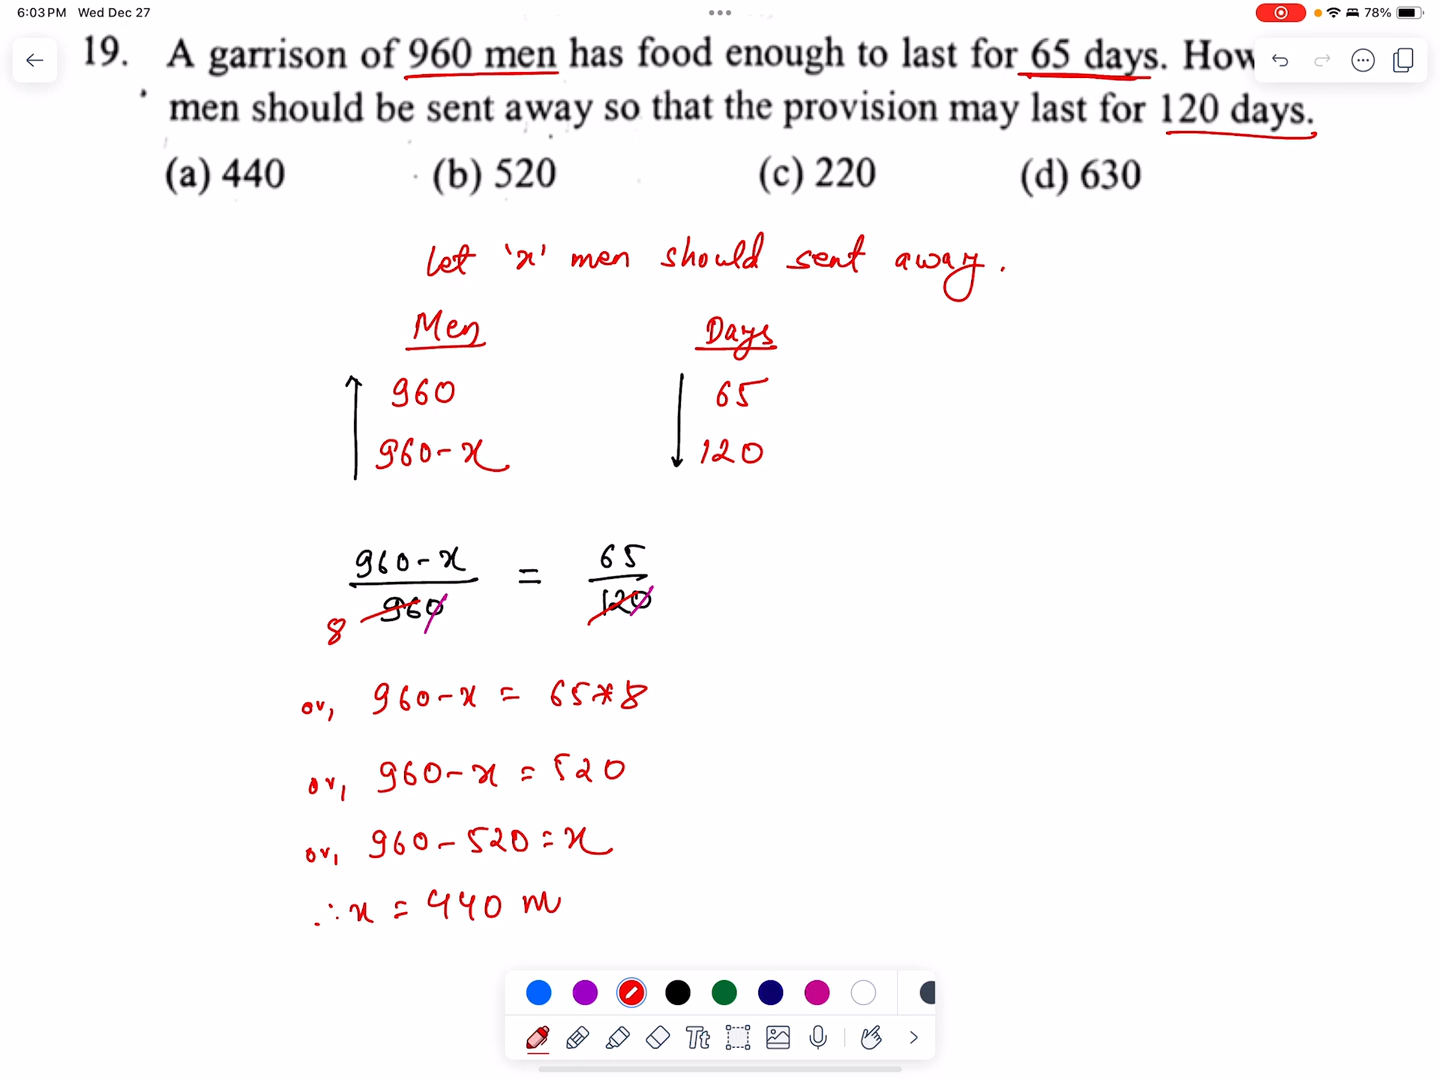 6:03 PM Wed Dec 27
78%
19. A garrison of 960 men has food enough to last for 65 days. How
men should be sent away so that the provision may last for 120 days.
(a) 440 (b) 520 (c) 220 (d) 630
Let 'x' men should sent away.
Men Days
960 65
960-x 120
960-x = 65
960 120
8
or, 960-x = 65*8
or, 960-x = 520
or, 960-520=x
∴x = 440 m
Tt